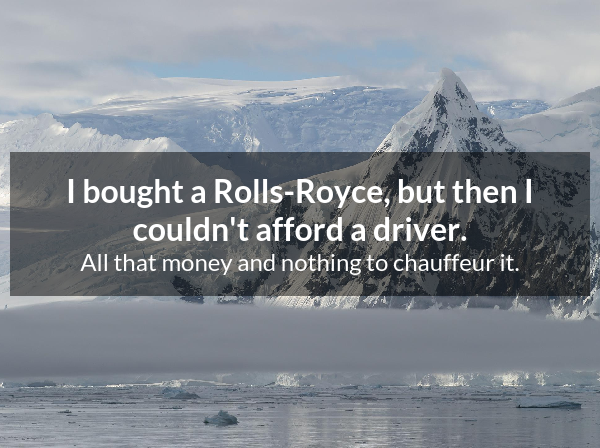 I bought a Rolls-Royce, but then I
couldn't afford a driver.
All that money and nothing to chauffeur it.